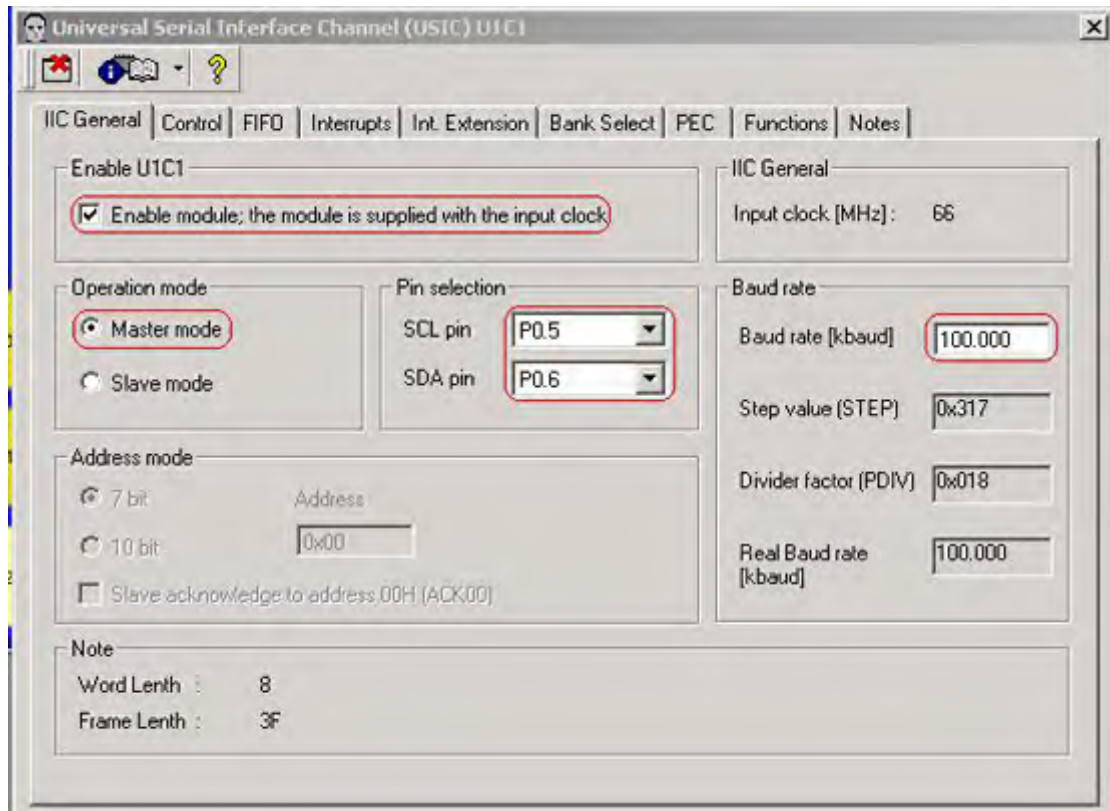 Universal Serial Interface Channel (USIC) U1C1
IIC General Control FIFO Interrupts Int. Extension Bank Select PEC Functions Notes
Enable U1C1
Enable module; the module is supplied with the input clock
IIC General
Input clock [MHz] : 66
Operation mode
Master mode
Slave mode
Pin selection
SCL pin P0.5
SDA pin P0.6
Baud rate
Baud rate [kbaud] 100.000
Step value (STEP) 0x317
Divider factor (PDIV) 0x018
Real Baud rate
[kbaud] 100.000
Address mode
7 bit Address
10 bit 0x00
Slave acknowledge to address 00H (ACK00)
Note
Word Lenth : 8
Frame Lenth : 3F